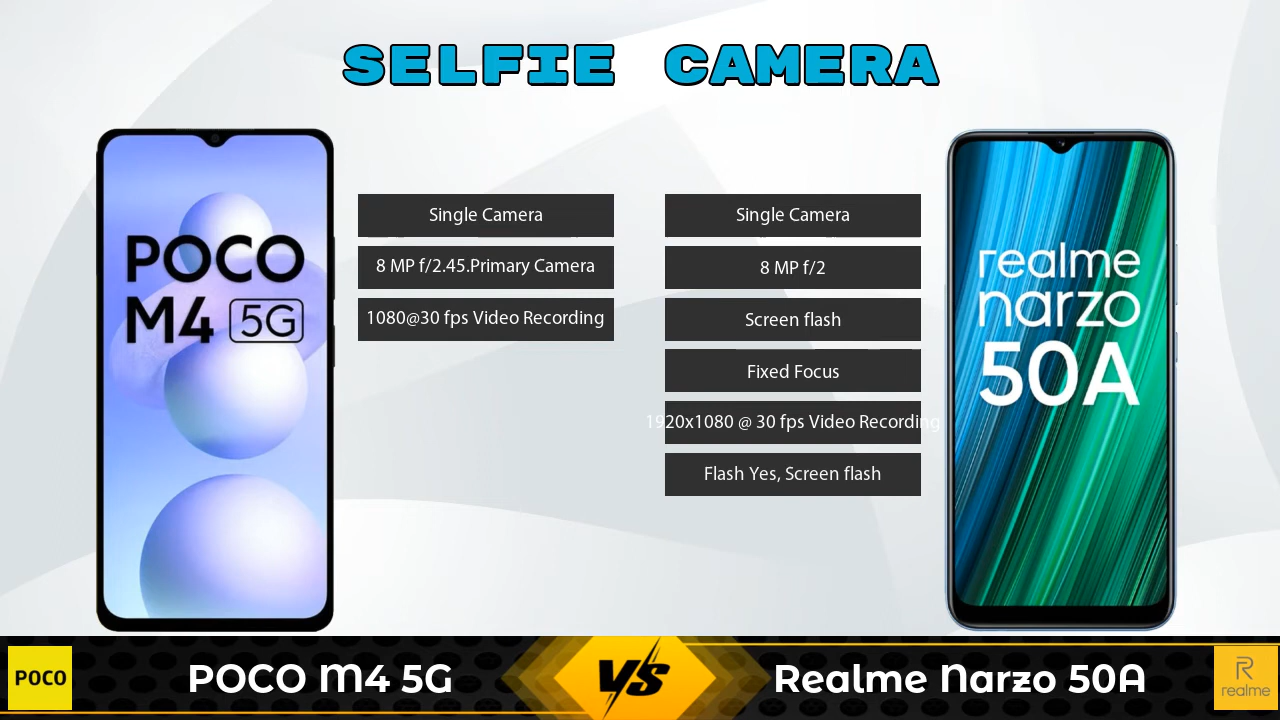 SELFIE CAMERA
POCO
M4 5G
Single Camera
8 MP f/2.45.Primary Camera
1080@30 fps Video Recording
Single Camera
8 MP f/2
Screen flash
Fixed Focus
1920x1080 @ 30 fps Video Recording
Flash Yes, Screen flash
realme
narzo
50A
POCO
POCO M4 5G
VS
Realme Narzo 50A
R
realme